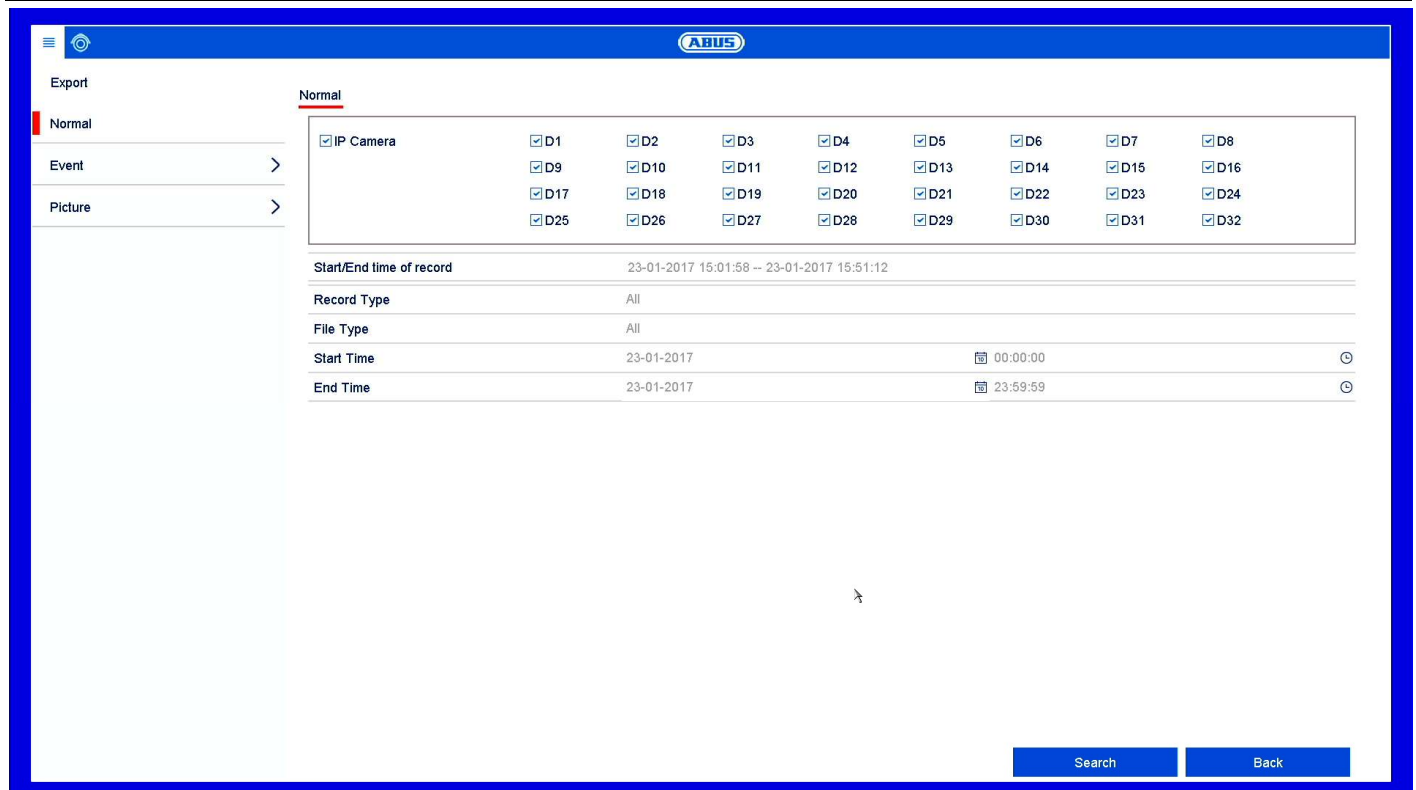 ABUS
Export
Normal
Event
Picture
Normal
IP Camera D1 D2 D3 D4 D5 D6 D7 D8
D9 D10 D11 D12 D13 D14 D15 D16
D17 D18 D19 D20 D21 D22 D23 D24
D25 D26 D27 D28 D29 D30 D31 D32
Start/End time of record 23-01-2017 15:01:58 -- 23-01-2017 15:51:12
Record Type All
File Type All
Start Time 23-01-2017 00:00:00
End Time 23-01-2017 23:59:59
Search Back